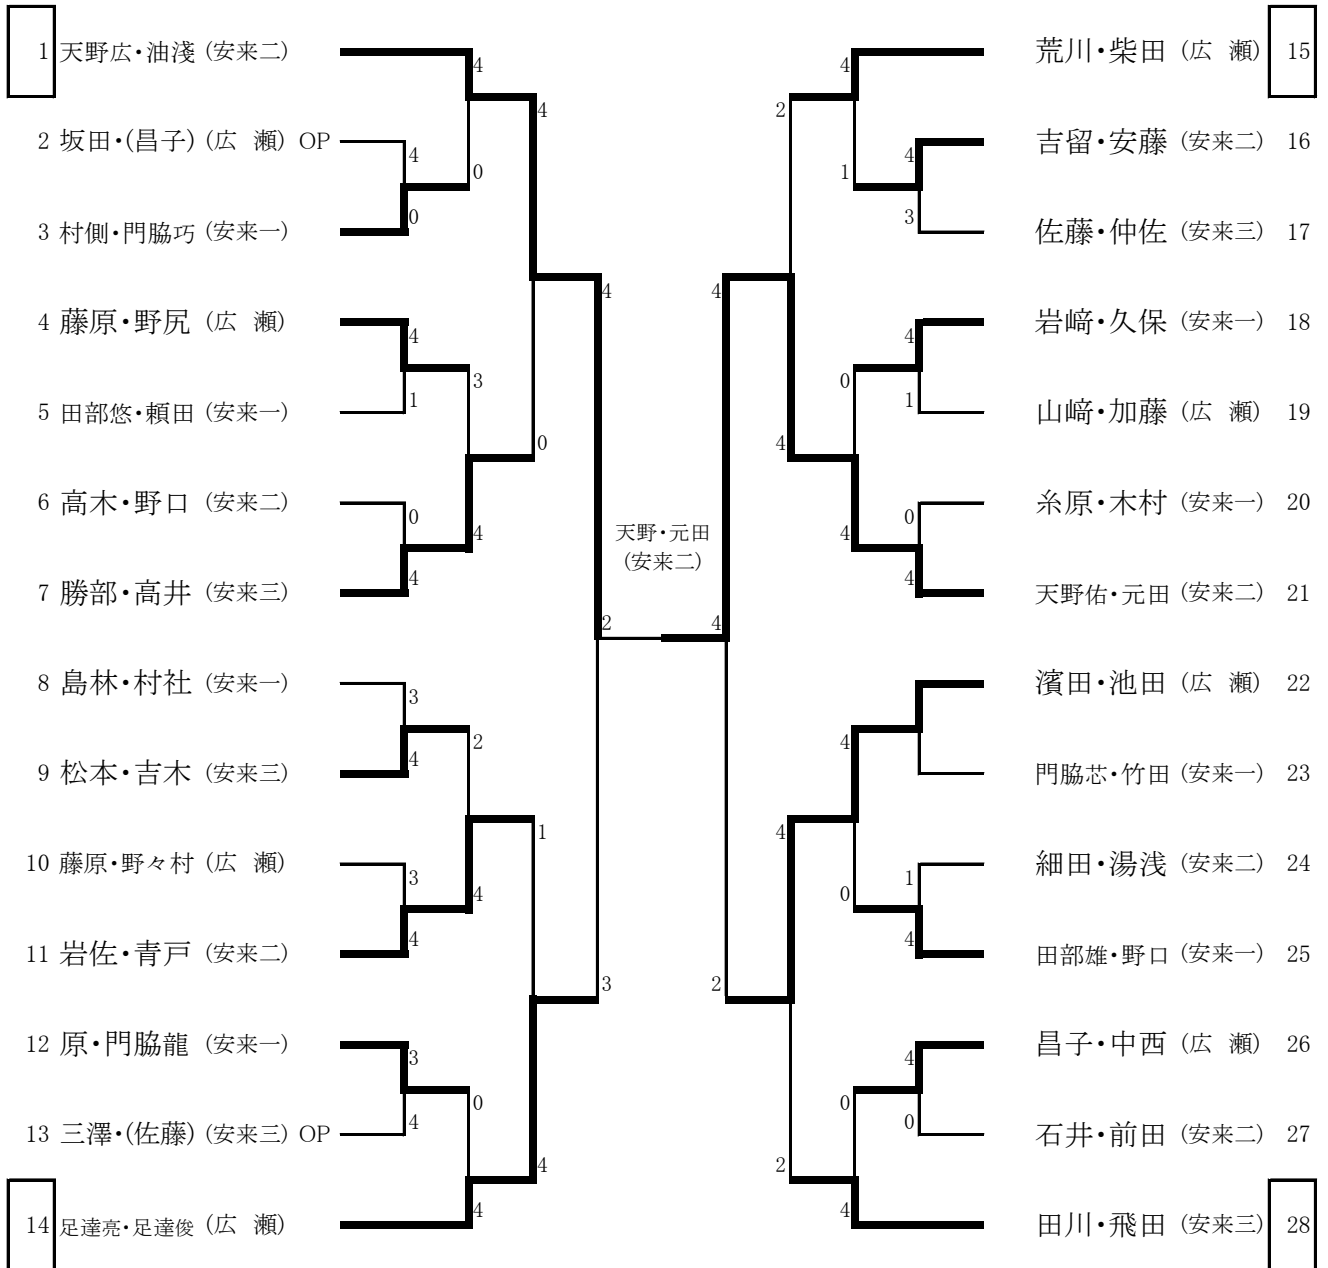 1 天野広・油淺 (安来二)
2 坂田・(昌子) (広 瀬) OP
3 村側・門脇巧 (安来一)
4 藤原・野尻 (広 瀬)
5 田部悠・頼田 (安来一)
6 高木・野口 (安来二)
7 勝部・高井 (安来三)
8 島林・村社 (安来一)
9 松本・吉木 (安来三)
10 藤原・野々村 (広 瀬)
11 岩佐・青戸 (安来二)
12 原・門脇龍 (安来一)
13 三澤・(佐藤) (安来三) OP
14 足達亮・足達俊 (広 瀬)
4
4
0
0
4
1
0
4
3
4
3
4
3
4
4
0
3
4
2
4
0
4
4
0
1
4
4
3
2
天野・元田
(安来二)
4
4
2
2
4
4
2
4
1
0
4
4
0
0
4
4
3
4
1
0
4
1
4
4
0
荒川・柴田 (広 瀬) 15
吉留・安藤 (安来二) 16
佐藤・仲佐 (安来三) 17
岩﨑・久保 (安来一) 18
山﨑・加藤 (広 瀬) 19
糸原・木村 (安来一) 20
天野佑・元田 (安来二) 21
濱田・池田 (広 瀬) 22
門脇芯・竹田 (安来一) 23
細田・湯浅 (安来二) 24
田部雄・野口 (安来一) 25
昌子・中西 (広 瀬) 26
石井・前田 (安来二) 27
田川・飛田 (安来三) 28